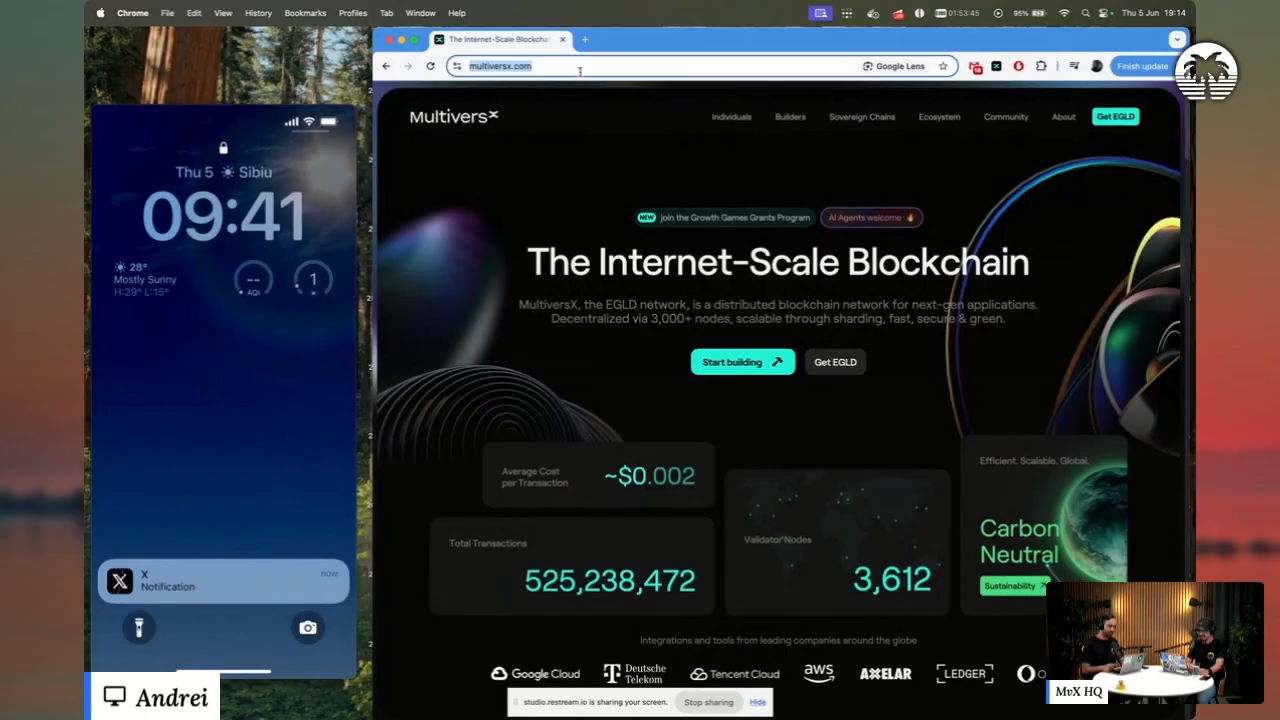 Chrome File Edit View History Bookmarks Profiles Tab Window Help
01:53:45 95% Thu 5 Jun 19:14
The Internet-Scale Blockchai
multiversx.com
Google Lens
Finish update
MultiversX
Individuals Builders Sovereign Chains Ecosystem Community About Get EGLD
Thu 5 Sibiu
09:41
28°
Mostly Sunny
H:29° L:15°
--
AQI
1
NEW join the Growth Games Grants Program AI Agents welcome 🔥
The Internet-Scale Blockchain
MultiversX, the EGLD network, is a distributed blockchain network for next-gen applications.
Decentralized via 3,000+ nodes, scalable through sharding, fast, secure & green.
Start building Get EGLD
Average Cost
per Transaction
~$0.002
Total Transactions
525,238,472
Validator Nodes
3,612
Efficient. Scalable. Global.
Carbon
Neutral
Sustainability
X
Notification
now
Integrations and tools from leading companies around the globe
Google Cloud
Deutsche
Telekom
Tencent Cloud
aws
AXELAR
LEDGER
studio.restream.io is sharing your screen. Stop sharing Hide
Andrei
MvX HQ